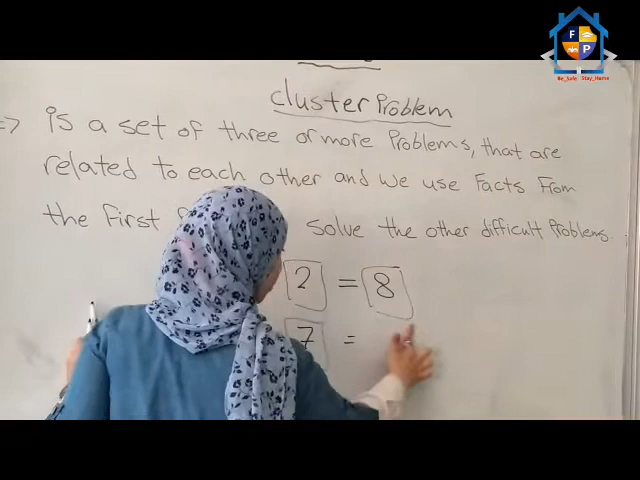 F
P
Be_Safe Stay_Home
cluster Problem
=> is a set of three or more Problems, that are
related to each other and we use Facts From
the First solve the other difficult Problems.
2 = 8
7 =